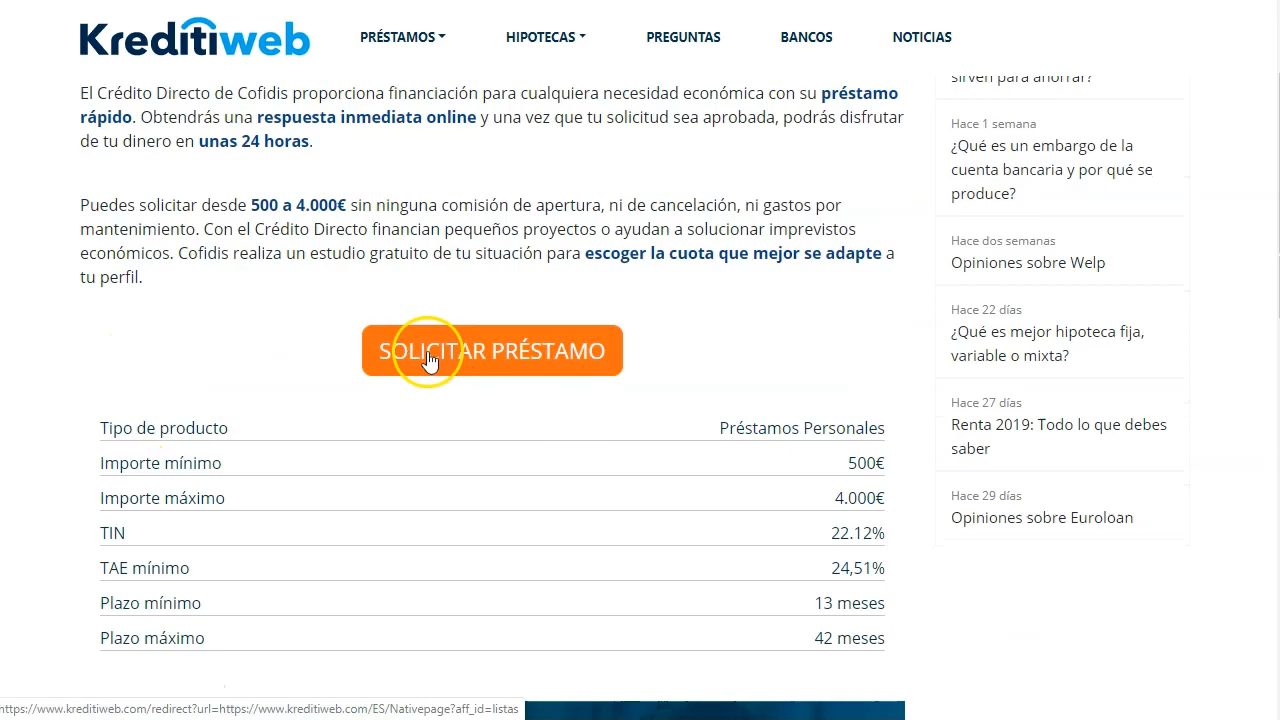 Kreditiweb
PRÉSTAMOS
HIPOTECAS
PREGUNTAS
BANCOS
NOTICIAS
El Crédito Directo de Cofidis proporciona financiación para cualquiera necesidad económica con su préstamo
rápido. Obtendrás una respuesta inmediata online y una vez que tu solicitud sea aprobada, podrás disfrutar
de tu dinero en unas 24 horas.
Puedes solicitar desde 500 a 4.000€ sin ninguna comisión de apertura, ni de cancelación, ni gastos por
mantenimiento. Con el Crédito Directo financian pequeños proyectos o ayudan a solucionar imprevistos
económicos. Cofidis realiza un estudio gratuito de tu situación para escoger la cuota que mejor se adapte a
tu perfil.
SOLICITAR PRÉSTAMO
Tipo de producto Préstamos Personales
Importe mínimo 500€
Importe máximo 4.000€
TIN 22.12%
TAE mínimo 24,51%
Plazo mínimo 13 meses
Plazo máximo 42 meses
sirven para ahorrar?
Hace 1 semana
¿Qué es un embargo de la
cuenta bancaria y por qué se
produce?
Hace dos semanas
Opiniones sobre Welp
Hace 22 días
¿Qué es mejor hipoteca fija,
variable o mixta?
Hace 27 días
Renta 2019: Todo lo que debes
saber
Hace 29 días
Opiniones sobre Euroloan
https://www.kreditiweb.com/redirect?url=https://www.kreditiweb.com/ES/Nativepage?aff_id=listas